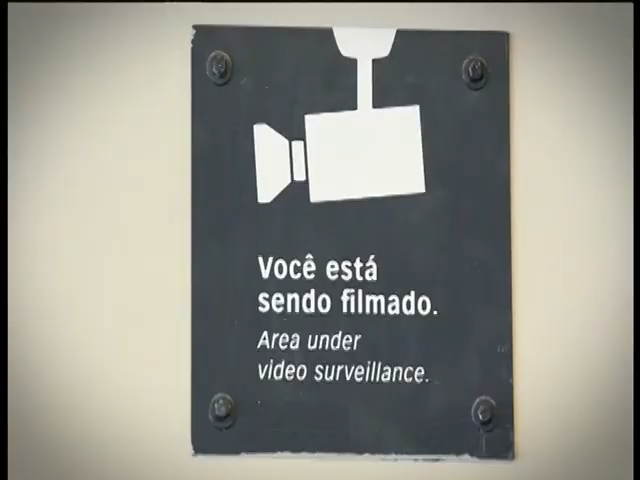 Você está
sendo filmado.
Area under
video surveillance.